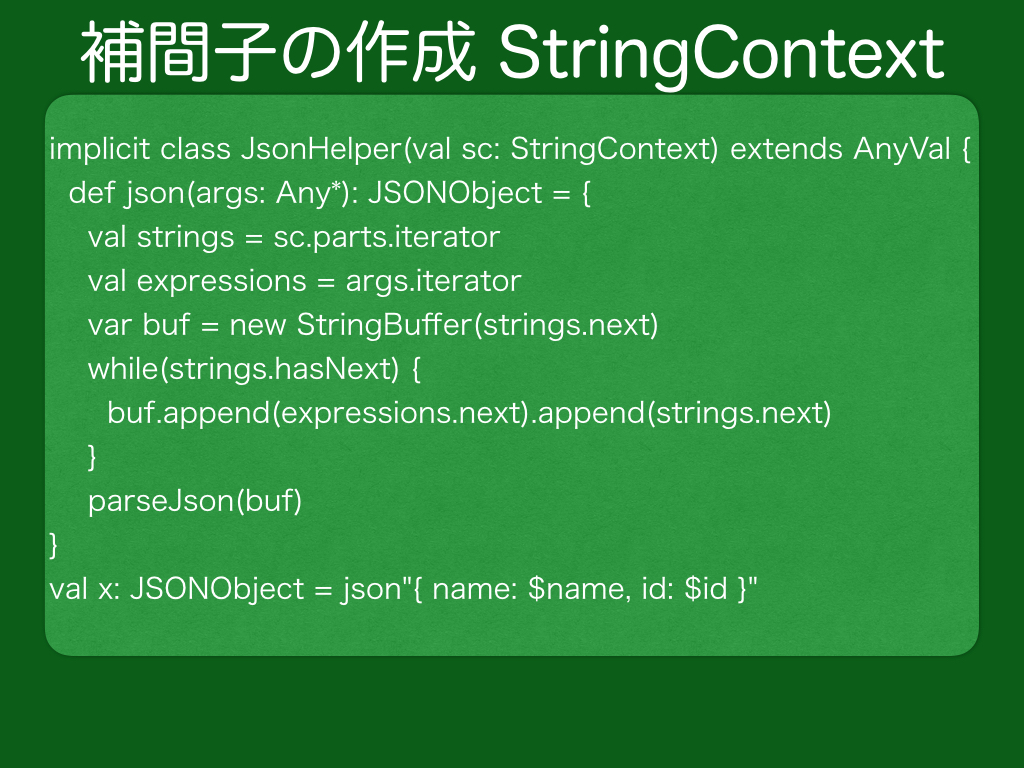 補間子の作成 StringContext
implicit class JsonHelper(val sc: StringContext) extends AnyVal {
  def json(args: Any*): JSONObject = {
    val strings = sc.parts.iterator
    val expressions = args.iterator
    var buf = new StringBuffer(strings.next)
    while(strings.hasNext) {
      buf.append(expressions.next).append(strings.next)
    }
    parseJson(buf)
}
val x: JSONObject = json"{ name: $name, id: $id }"